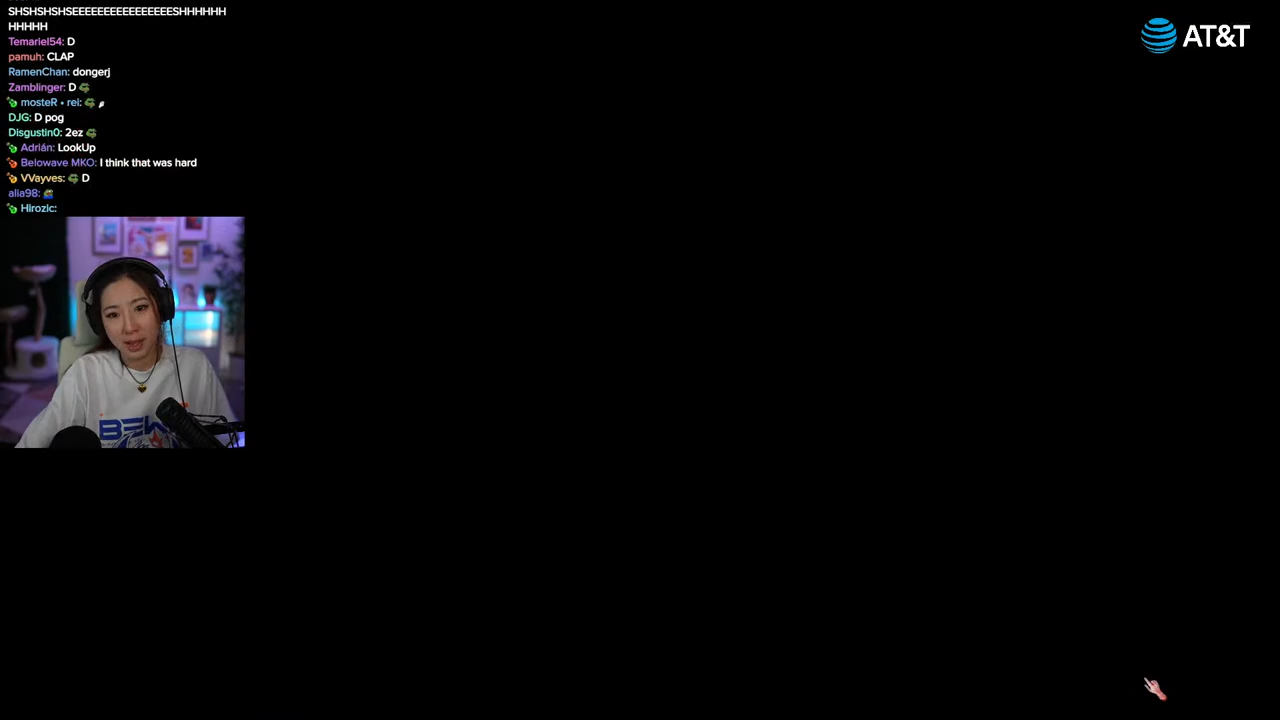 SHSHSHSHSEEEEEEEEEEEEEEEESHHHHHH
HHHHH
Temariel54: D
pamuh: CLAP
RamenChan: dongerj
Zamblinger: D
mosteR • rei:
DJG: D pog
Disgustin0: 2ez
Adrián: LookUp
Belowave MKO: I think that was hard
VVayves: D
alia98:
Hirozic:
AT&T